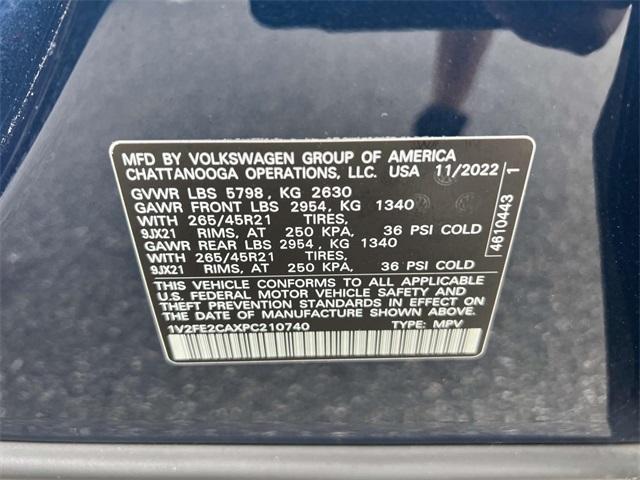 MFD BY VOLKSWAGEN GROUP OF AMERICA
CHATTANOOGA OPERATIONS, LLC. USA 11/2022
GVWR LBS 5798, KG 2630
GAWR FRONT LBS 2954, KG 1340
WITH 265/45R21 TIRES,
9JX21 RIMS, AT 250 KPA, 36 PSI COLD
GAWR REAR LBS 2954, KG 1340
WITH 265/45R21 TIRES,
9JX21 RIMS, AT 250 KPA, 36 PSI COLD
THIS VEHICLE CONFORMS TO ALL APPLICABLE
U.S. FEDERAL MOTOR VEHICLE SAFETY AND
THEFT PREVENTION STANDARDS IN EFFECT ON
THE DATE OF MANUFACTURE SHOWN ABOVE.
1V2FE2CAXPC210740 TYPE: MPV
4610443 1